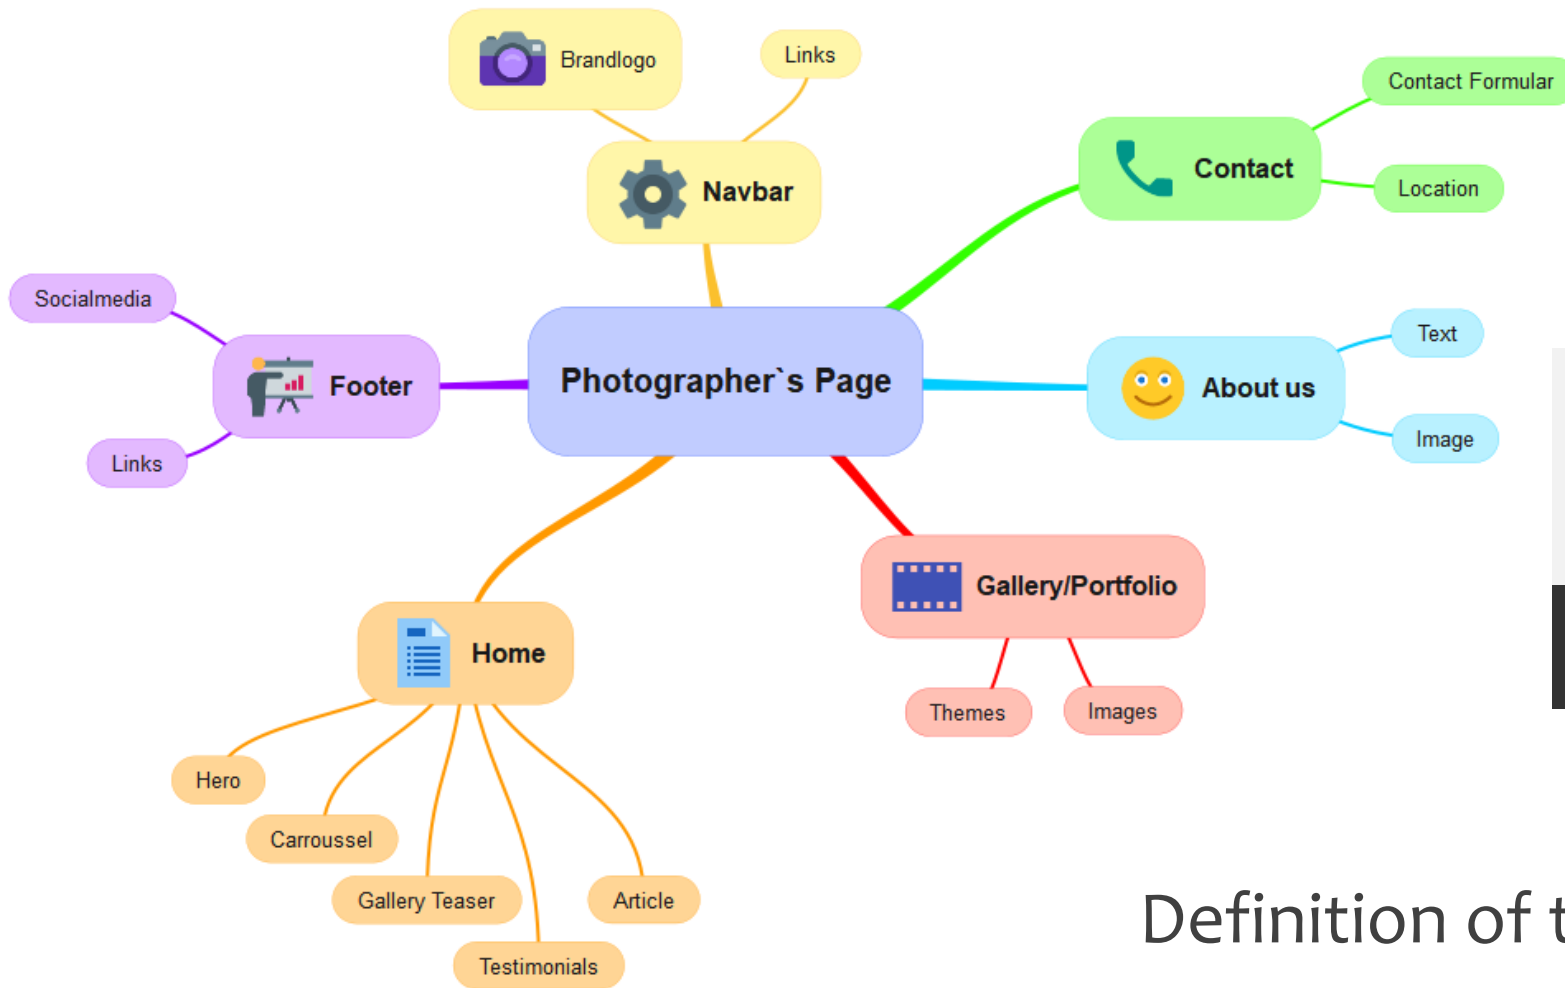 Brandlogo
Links
Navbar
Contact Formular
Contact
Location
Socialmedia
Footer
Links
Photographer`s Page
Text
About us
Image
Gallery/Portfolio
Themes
Images
Home
Hero
Carroussel
Gallery Teaser
Article
Testimonials
Definition of